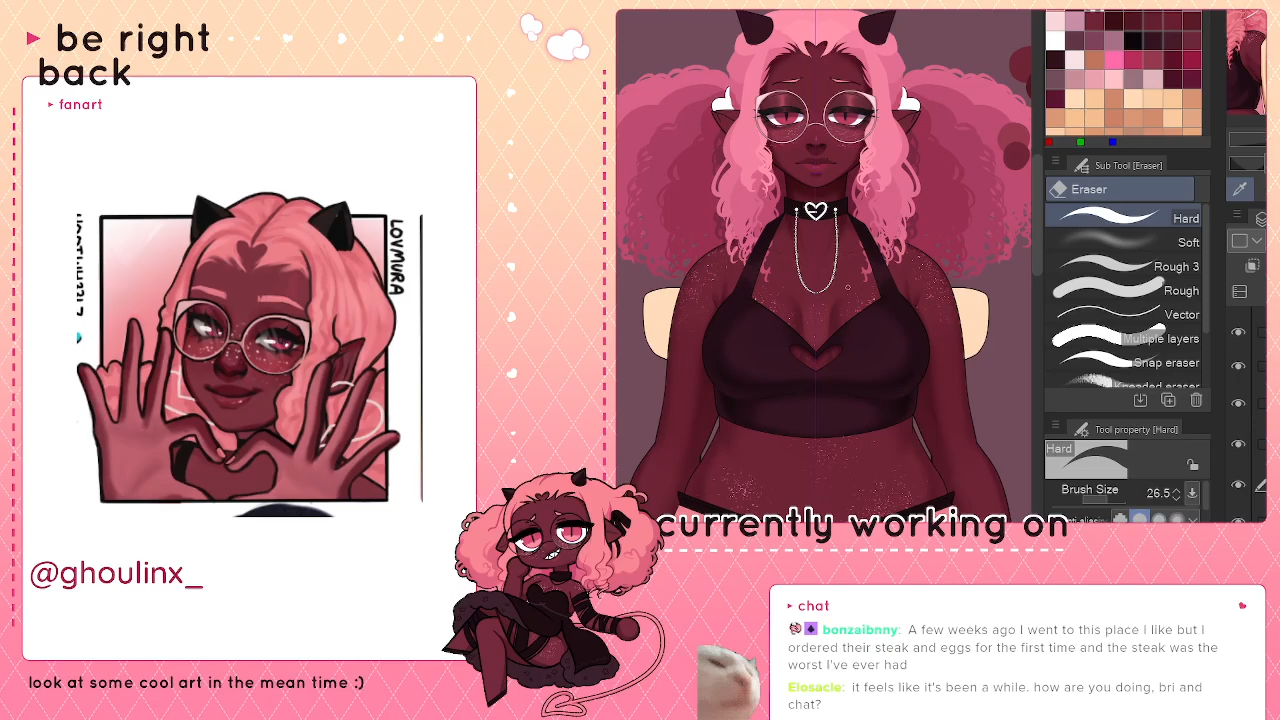 be right
back
fanart
LOVMURA
@ghoulinx_
look at some cool art in the mean time :)
Sub Tool [Eraser]
Eraser
Hard
Soft
Rough 3
Rough
Vector
Multiple layers
Snap eraser
Kneaded eraser
Tool property [Hard]
Hard
Brush Size
26.5
currently working on
chat
bonzaibnny: A few weeks ago I went to this place I like but I
ordered their steak and eggs for the first time and the steak was the
worst I've ever had
Elosacle: it feels like it's been a while. how are you doing, bri and
chat?